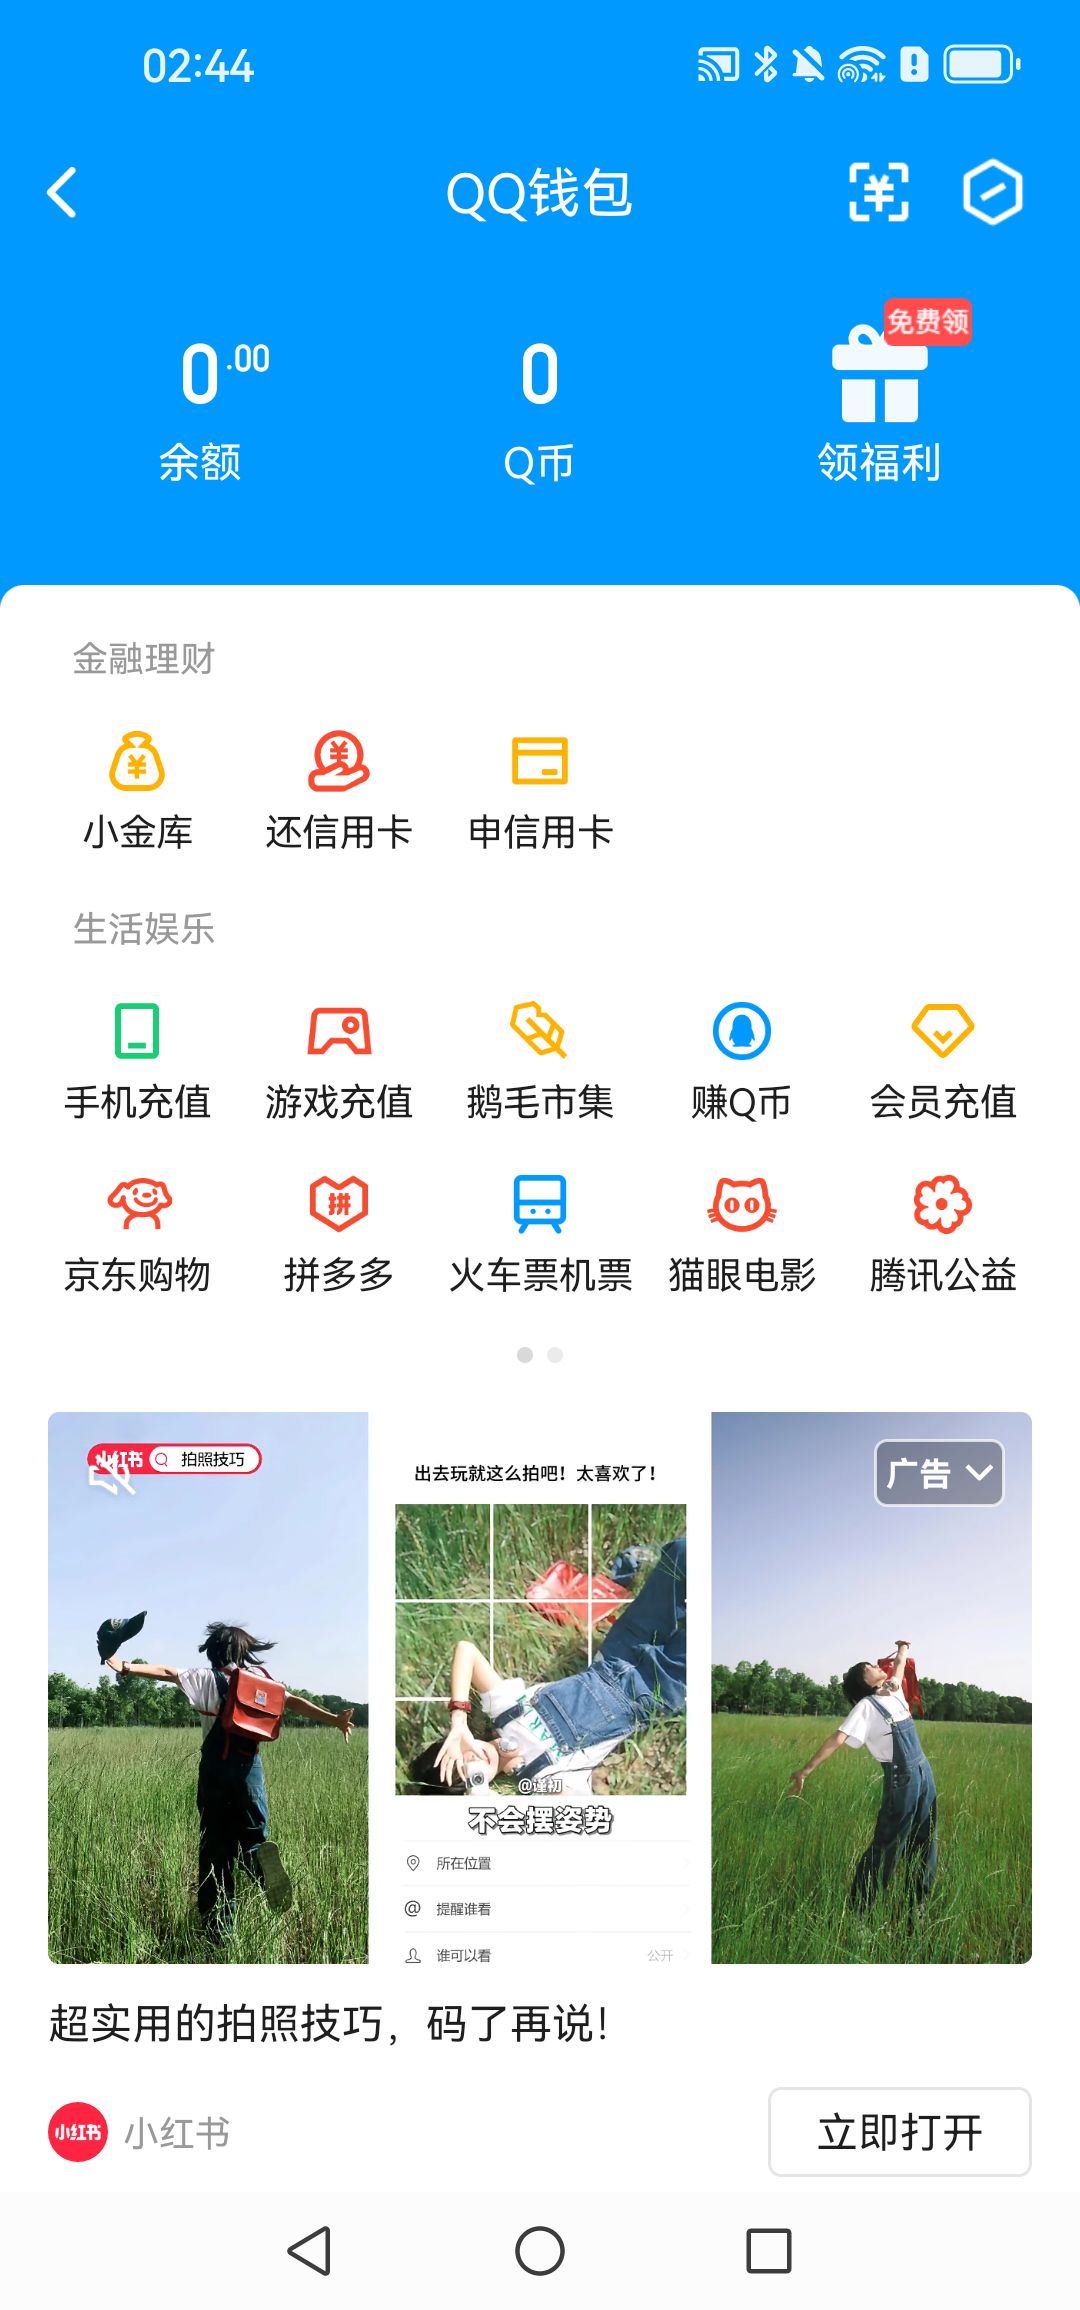 02:44
QQ钱包
免费领
0.00
0
余额
Q币
领福利
金融理财
小金库
还信用卡
申信用卡
生活娱乐
手机充值
游戏充值
鹅毛市集
赚Q币
会员充值
拼
京东购物
拼多多
火车票机票
猫眼电影
腾讯公益
小红书 拍照技巧
广告
出去玩就这么拍吧！太喜欢了！
@谨初
不会摆姿势
所在位置
@ 提醒谁看
谁可以看 公开
超实用的拍照技巧，码了再说！
小红书 小红书
立即打开